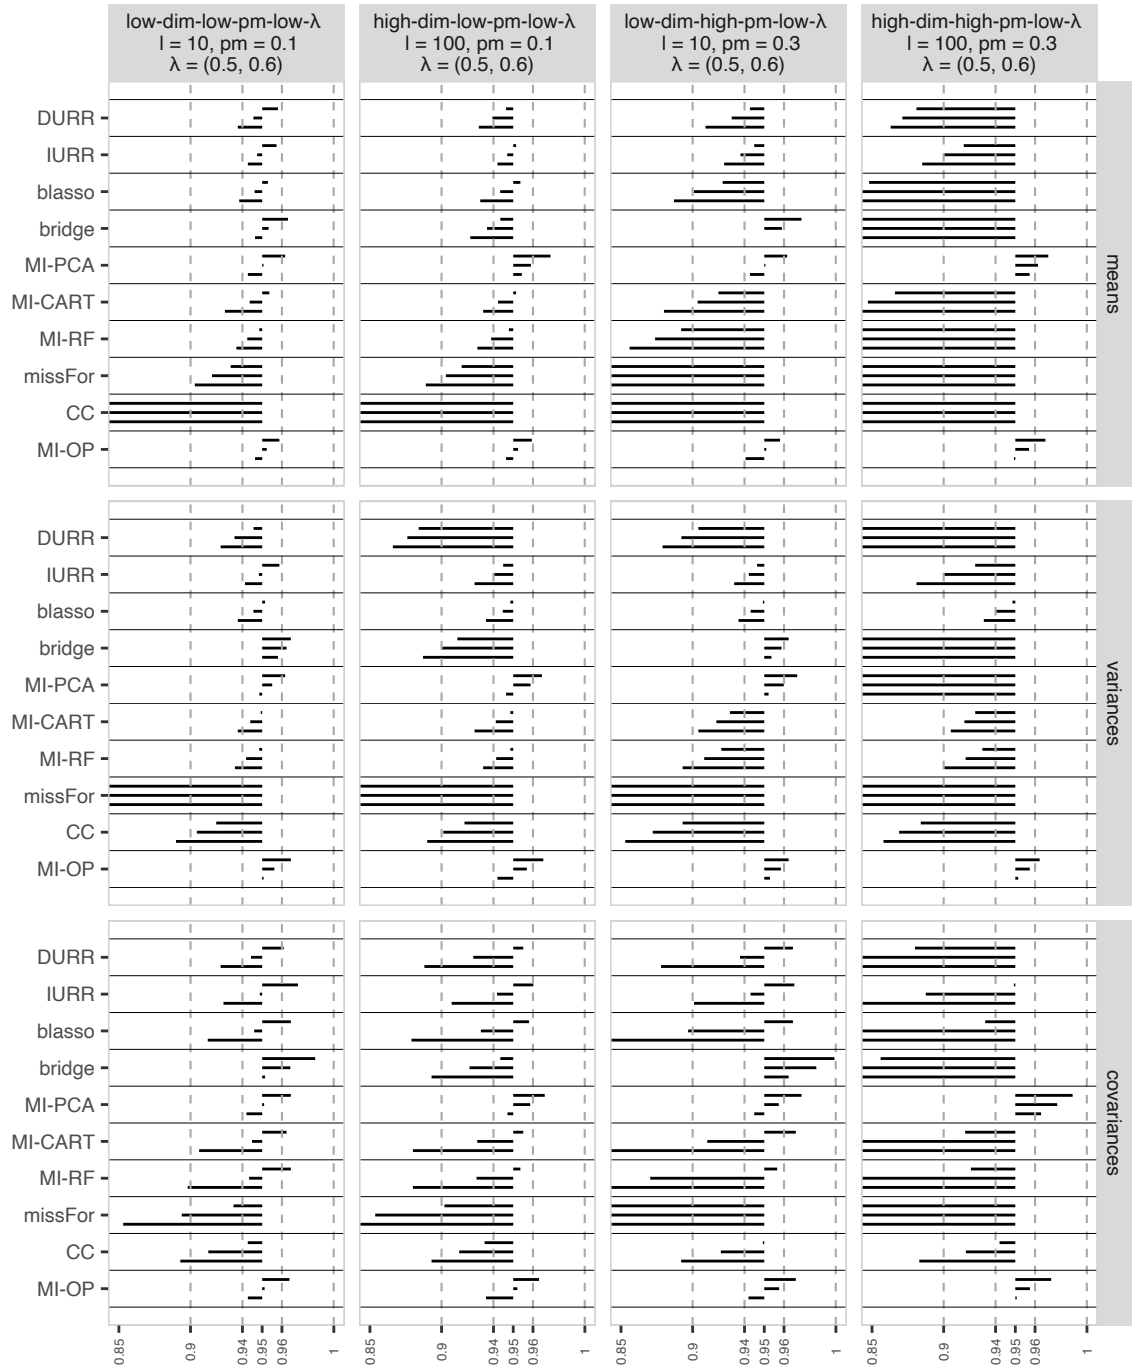 low-dim-low-pm-low-λ
l = 10, pm = 0.1
λ = (0.5, 0.6)
high-dim-low-pm-low-λ
l = 100, pm = 0.1
λ = (0.5, 0.6)
low-dim-high-pm-low-λ
l = 10, pm = 0.3
λ = (0.5, 0.6)
high-dim-high-pm-low-λ
l = 100, pm = 0.3
λ = (0.5, 0.6)
DURR
IURR
blasso
bridge
MI-PCA
MI-CART
MI-RF
missFor
CC
MI-OP
means
DURR
IURR
blasso
bridge
MI-PCA
MI-CART
MI-RF
missFor
CC
MI-OP
variances
DURR
IURR
blasso
bridge
MI-PCA
MI-CART
MI-RF
missFor
CC
MI-OP
covariances
0.85
0.9
0.94
0.95
0.96
1
0.85
0.9
0.94
0.95
0.96
1
0.85
0.9
0.94
0.95
0.96
1
0.85
0.9
0.94
0.95
0.96
1